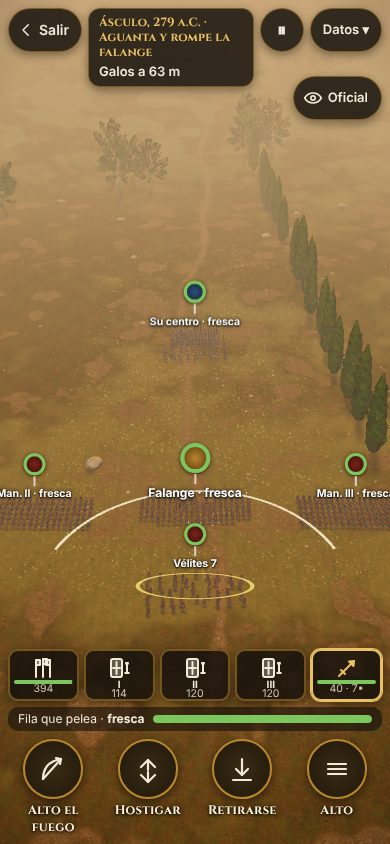 Salir
ÁSCULO, 279 A.C. ·
AGUANTA Y ROMPE LA
FALANGE
Galos a 63 m
Datos ▾
Oficial
Su centro · fresca
Man. II · fresca
Falange · fresca
Man. III · fresca
Vélites 7
394
I
114
II
120
III
120
40 · 7
Fila que pelea · fresca
ALTO EL
FUEGO
HOSTIGAR
RETIRARSE
ALTO